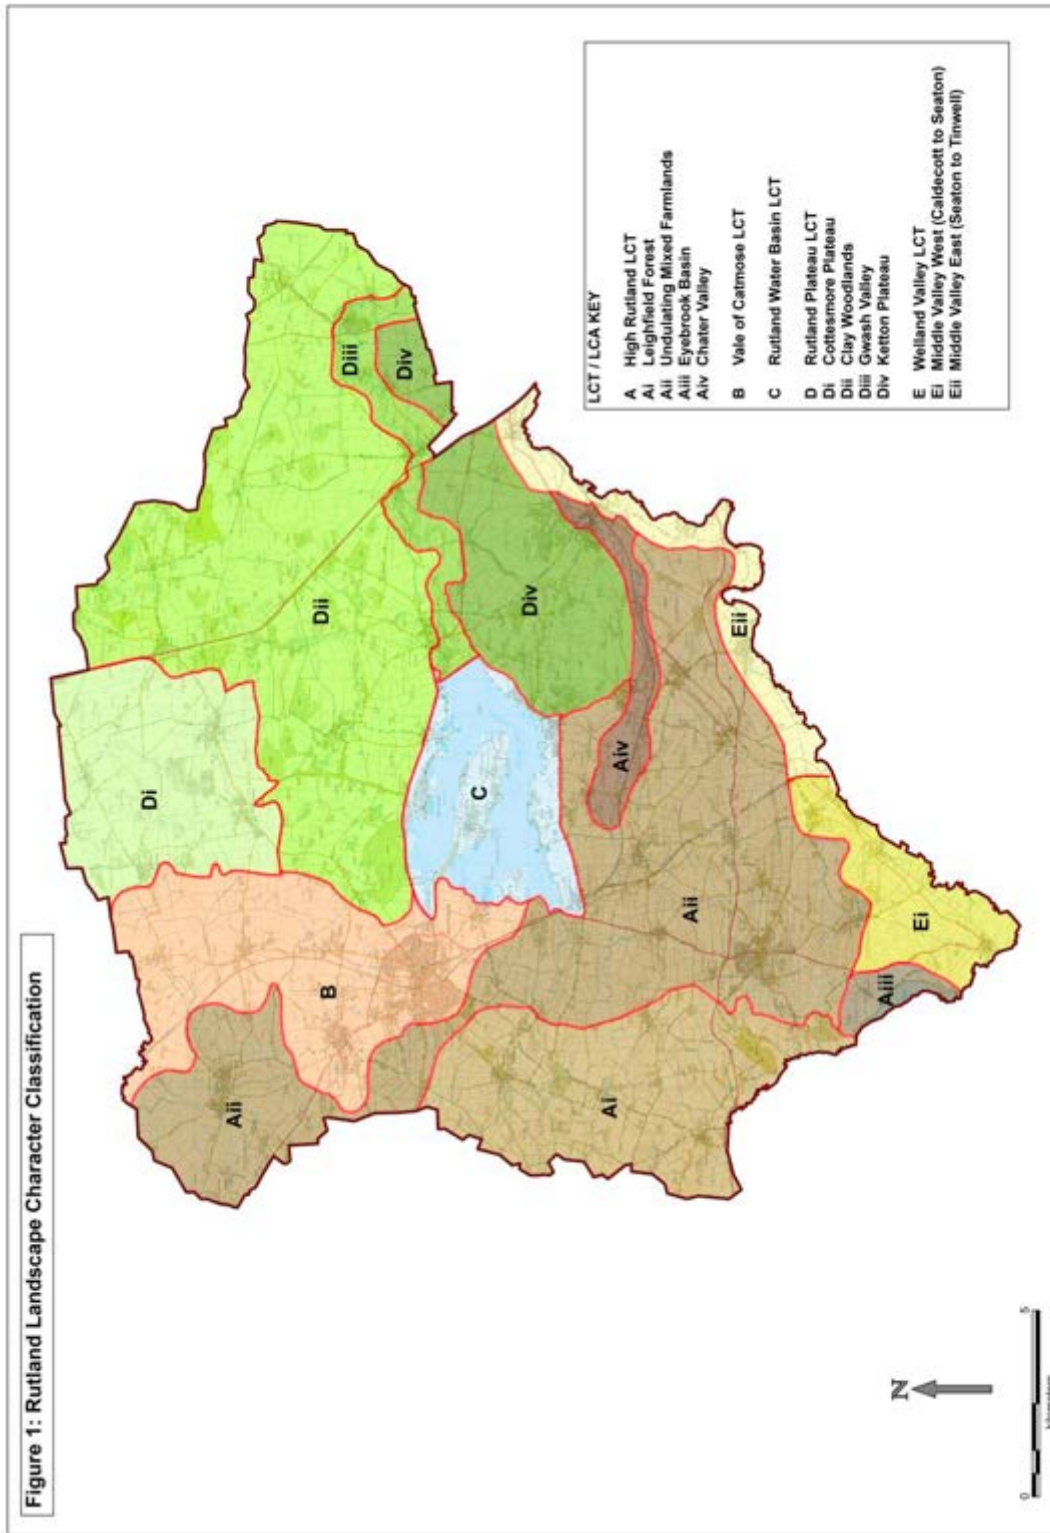 Figure 1: Rutland Landscape Character Classification
Di
Dii
Diii
Div
Aii
B
C
Div
Aiv
Ai
Aii
Eii
Aiii
Ei
N
0 5
kilometers
LCT / LCA KEY
A High Rutland LCT
Ai Leighfield Forest
Aii Undulating Mixed Farmlands
Aiii Eyebrook Basin
Aiv Chater Valley
B Vale of Catmose LCT
C Rutland Water Basin LCT
D Rutland Plateau LCT
Di Cottesmore Plateau
Dii Clay Woodlands
Diii Gwash Valley
Div Ketton Plateau
E Welland Valley LCT
Ei Middle Valley West (Caldecott to Seaton)
Eii Middle Valley East (Seaton to Tinwell)